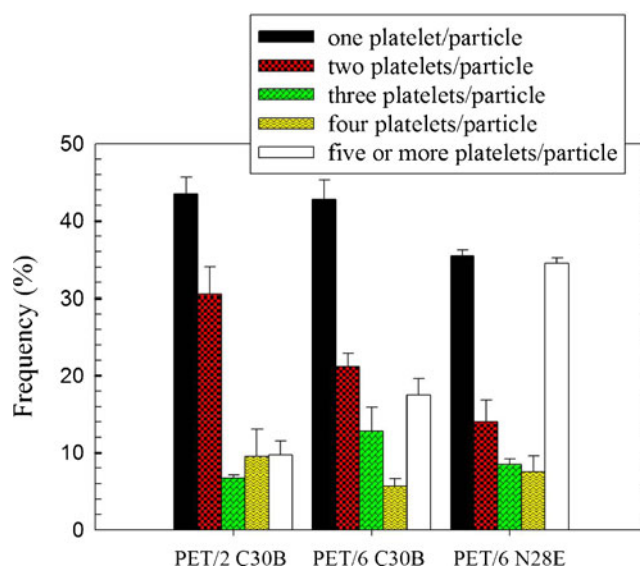 one platelet/particle
two platelets/particle
three platelets/particle
four platelets/particle
five or more platelets/particle
50
40
30
20
10
0
Frequency (%)
PET/2 C30B PET/6 C30B PET/6 N28E